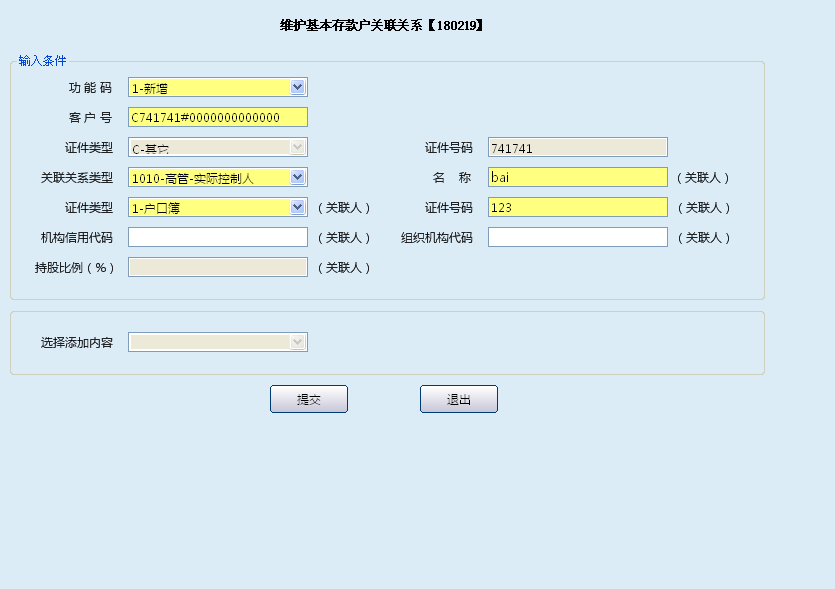 维护基本存款户关联关系【180219】
输入条件
功 能 码 1-新增
客 户 号 C741741#0000000000000
证件类型 C-其它 证件号码 741741
关联关系类型 1010-高管-实际控制人 名 称 bai （关联人）
证件类型 1-户口簿 （关联人） 证件号码 123 （关联人）
机构信用代码 （关联人） 组织机构代码 （关联人）
持股比例（%） （关联人）
选择添加内容
提交 退出